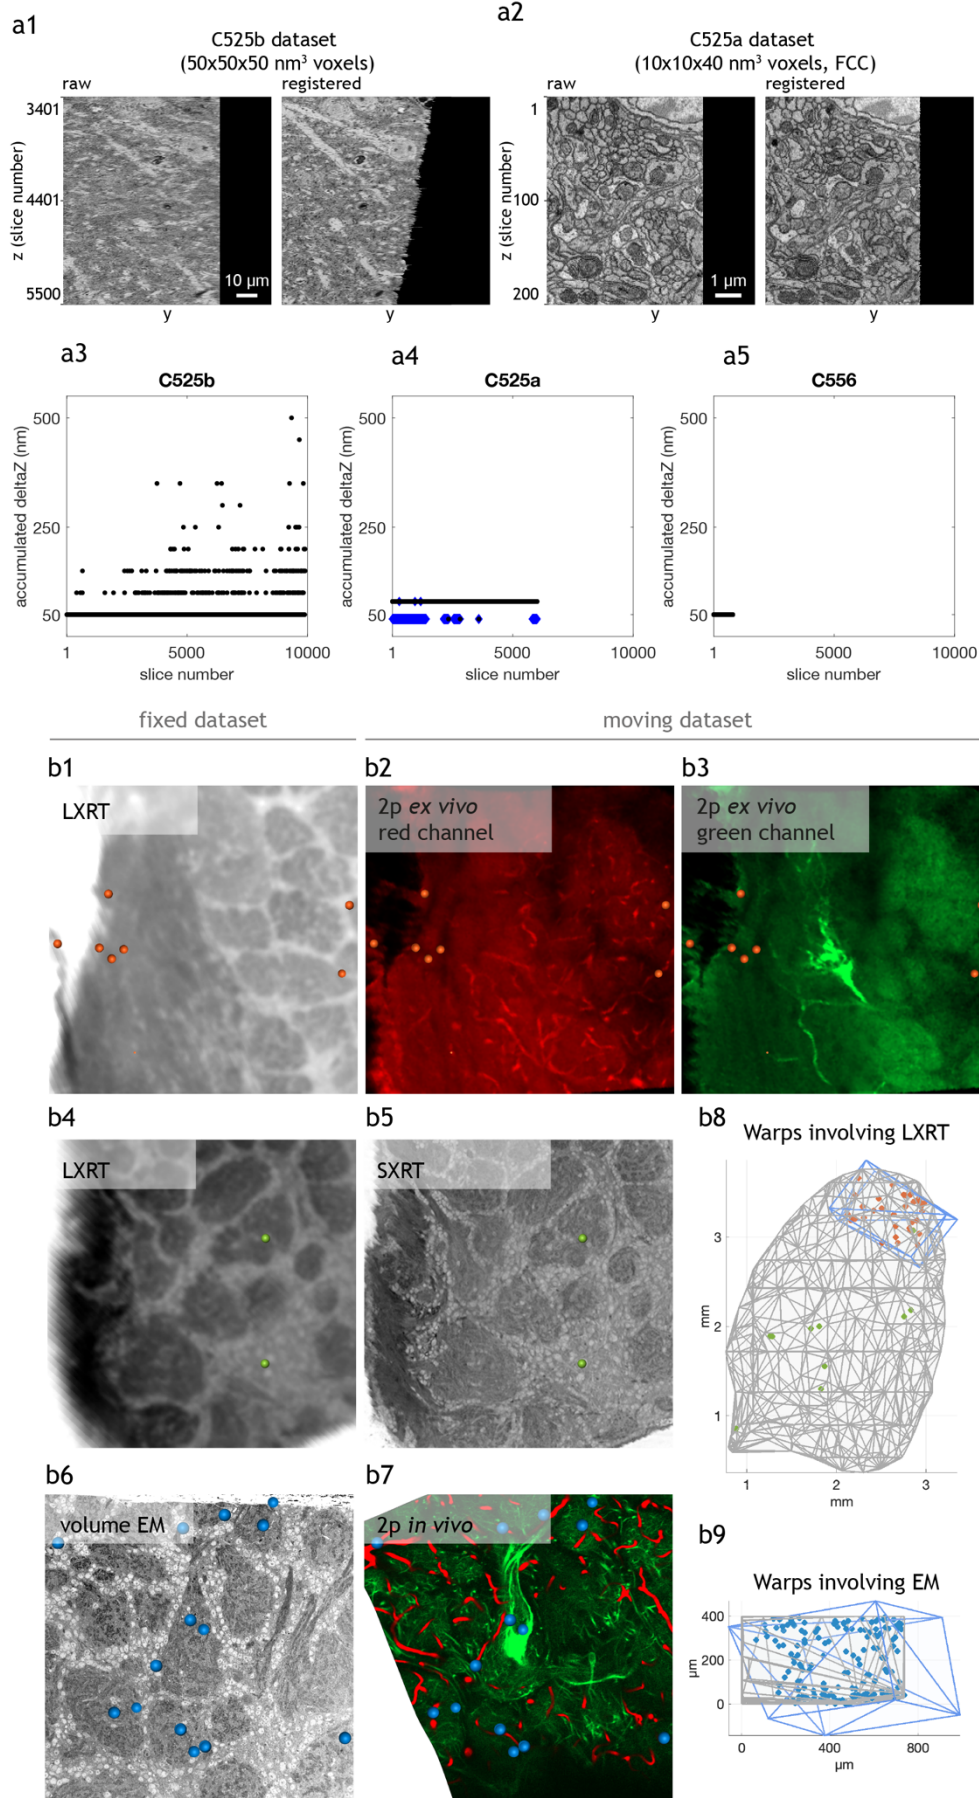 a1
C525b dataset
(50x50x50 nm³ voxels)
raw
registered
3401
4401
5500
z (slice number)
10 µm
y
y
a2
C525a dataset
(10x10x40 nm³ voxels, FCC)
raw
registered
1
100
200
z (slice number)
1 µm
y
y
a3
C525b
500
250
50
accumulated deltaZ (nm)
1
5000
10000
slice number
a4
C525a
500
250
50
accumulated deltaZ (nm)
1
5000
10000
slice number
a5
C556
500
250
50
accumulated deltaZ (nm)
1
5000
10000
slice number
fixed dataset
moving dataset
b1
LXRT
b2
2p ex vivo
red channel
b3
2p ex vivo
green channel
b4
LXRT
b5
SXRT
b8
Warps involving LXRT
3
2
1
mm
1
2
3
mm
b6
volume EM
b7
2p in vivo
b9
Warps involving EM
400
200
0
µm
0
400
800
µm